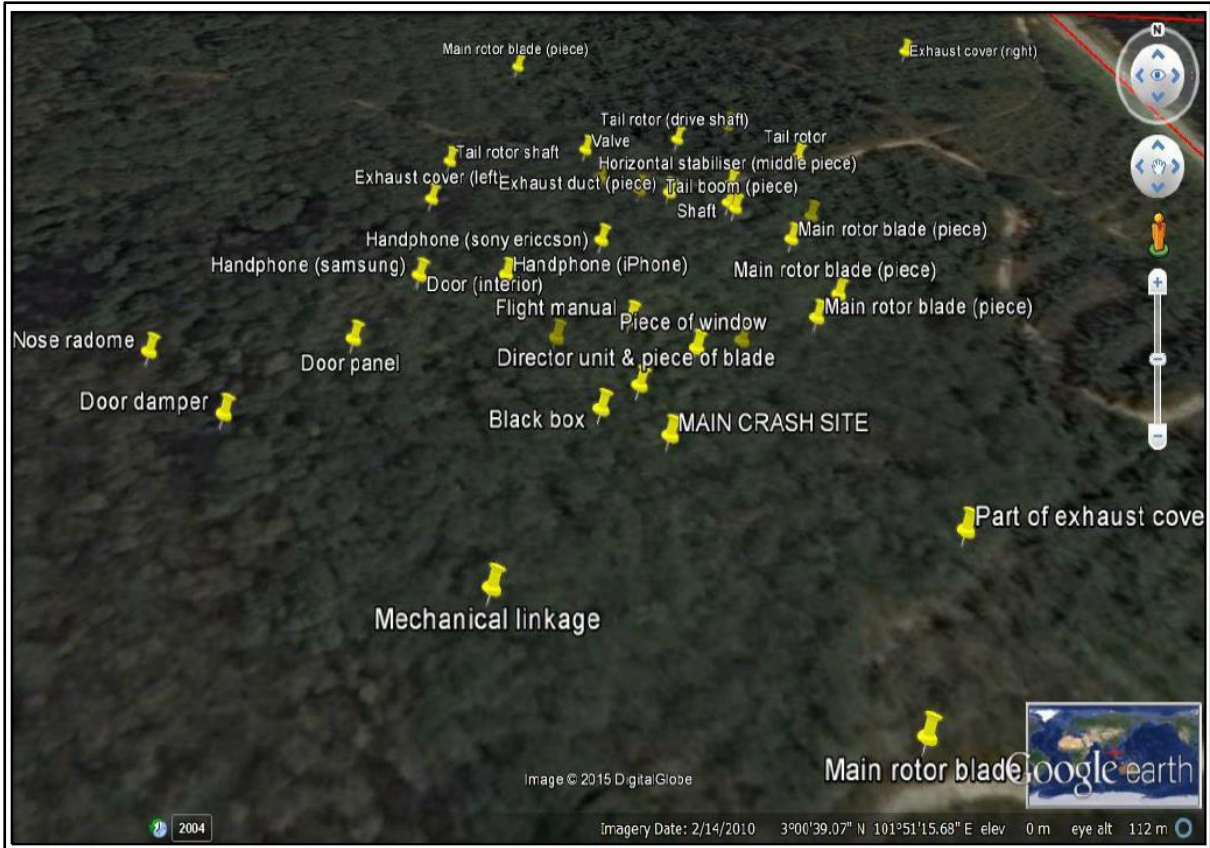 N
Main rotor blade (piece)
Exhaust cover (right)
Tail rotor (drive shaft)
Valve
Tail rotor
Tail rotor shaft
Horizontal stabiliser (middle piece)
Exhaust cover (left)
Exhaust duct (piece)
Tail boom (piece)
Shaft
Main rotor blade (piece)
Handphone (sony ericcson)
Handphone (samsung)
Handphone (iPhone)
Main rotor blade (piece)
Door (interior)
Flight manual
Main rotor blade (piece)
Piece of window
Nose radome
Door panel
Director unit & piece of blade
Door damper
Black box
MAIN CRASH SITE
Part of exhaust cove
Mechanical linkage
Main rotor blade
Google earth
Image © 2015 DigitalGlobe
2004
Imagery Date: 2/14/2010 3°00'39.07" N 101°51'15.68" E elev 0 m eye alt 112 m